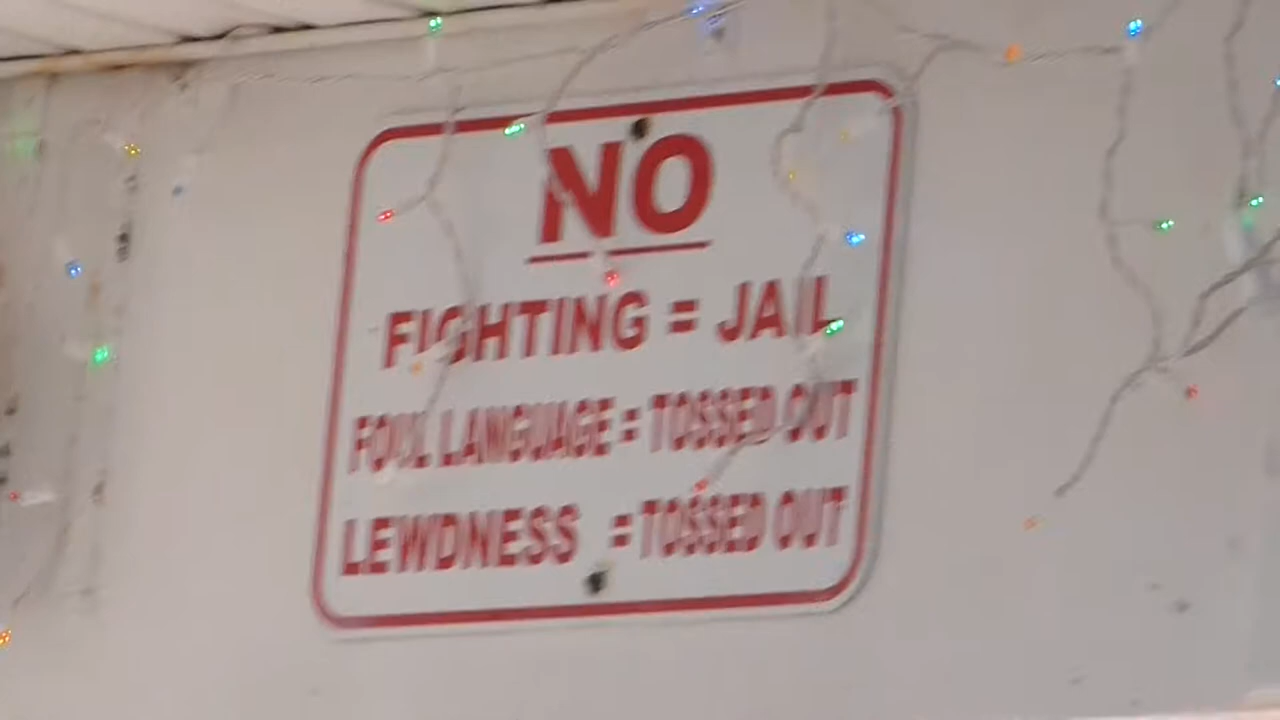 NO
FIGHTING = JAIL
FOUL LANGUAGE = TOSSED OUT
LEWDNESS = TOSSED OUT